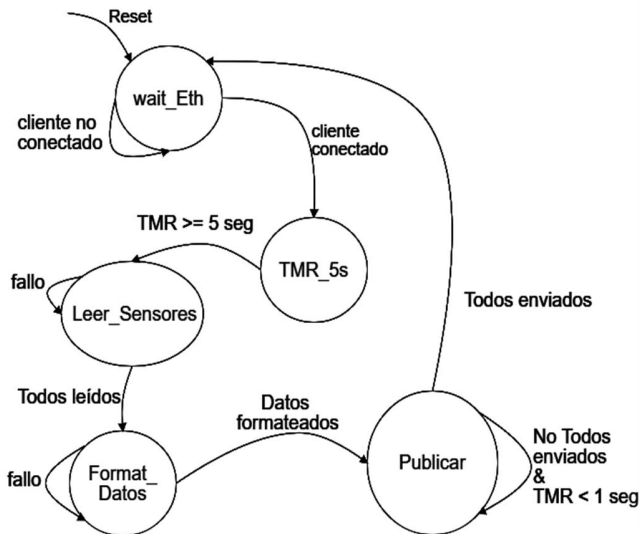 Reset
wait_Eth
cliente no
conectado
cliente
conectado
TMR >= 5 seg
TMR_5s
fallo
Leer_Sensores
Todos enviados
Todos leídos
Datos
formateados
fallo
Format_
Datos
Publicar
No Todos
enviados
&
TMR < 1 seg